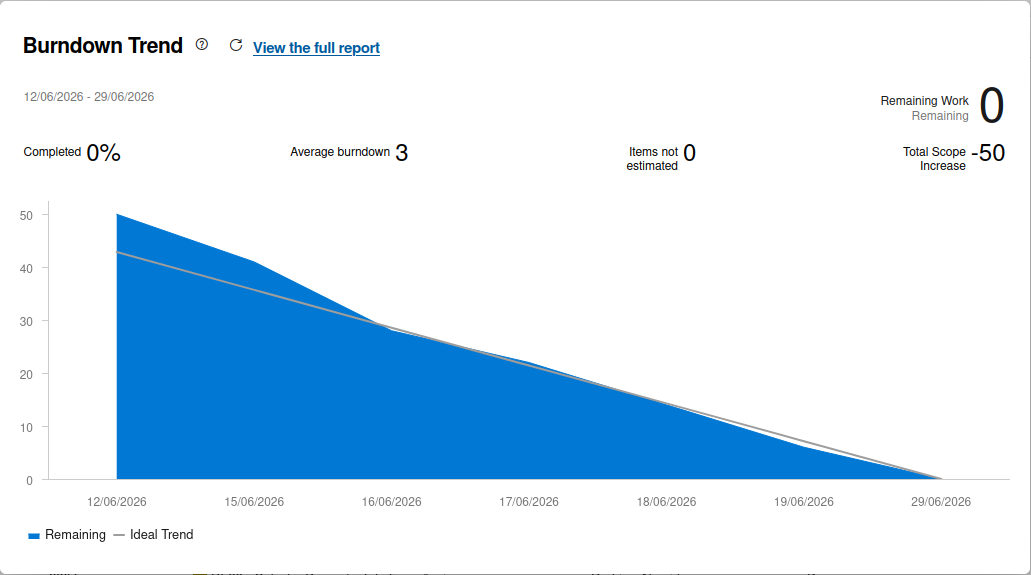 Burndown Trend View the full report
12/06/2026 - 29/06/2026
Remaining Work 0
Remaining
Completed 0%
Average burndown 3
Items not estimated 0
Total Scope Increase -50
50
40
30
20
10
0
12/06/2026 15/06/2026 16/06/2026 17/06/2026 18/06/2026 19/06/2026 29/06/2026
Remaining Ideal Trend